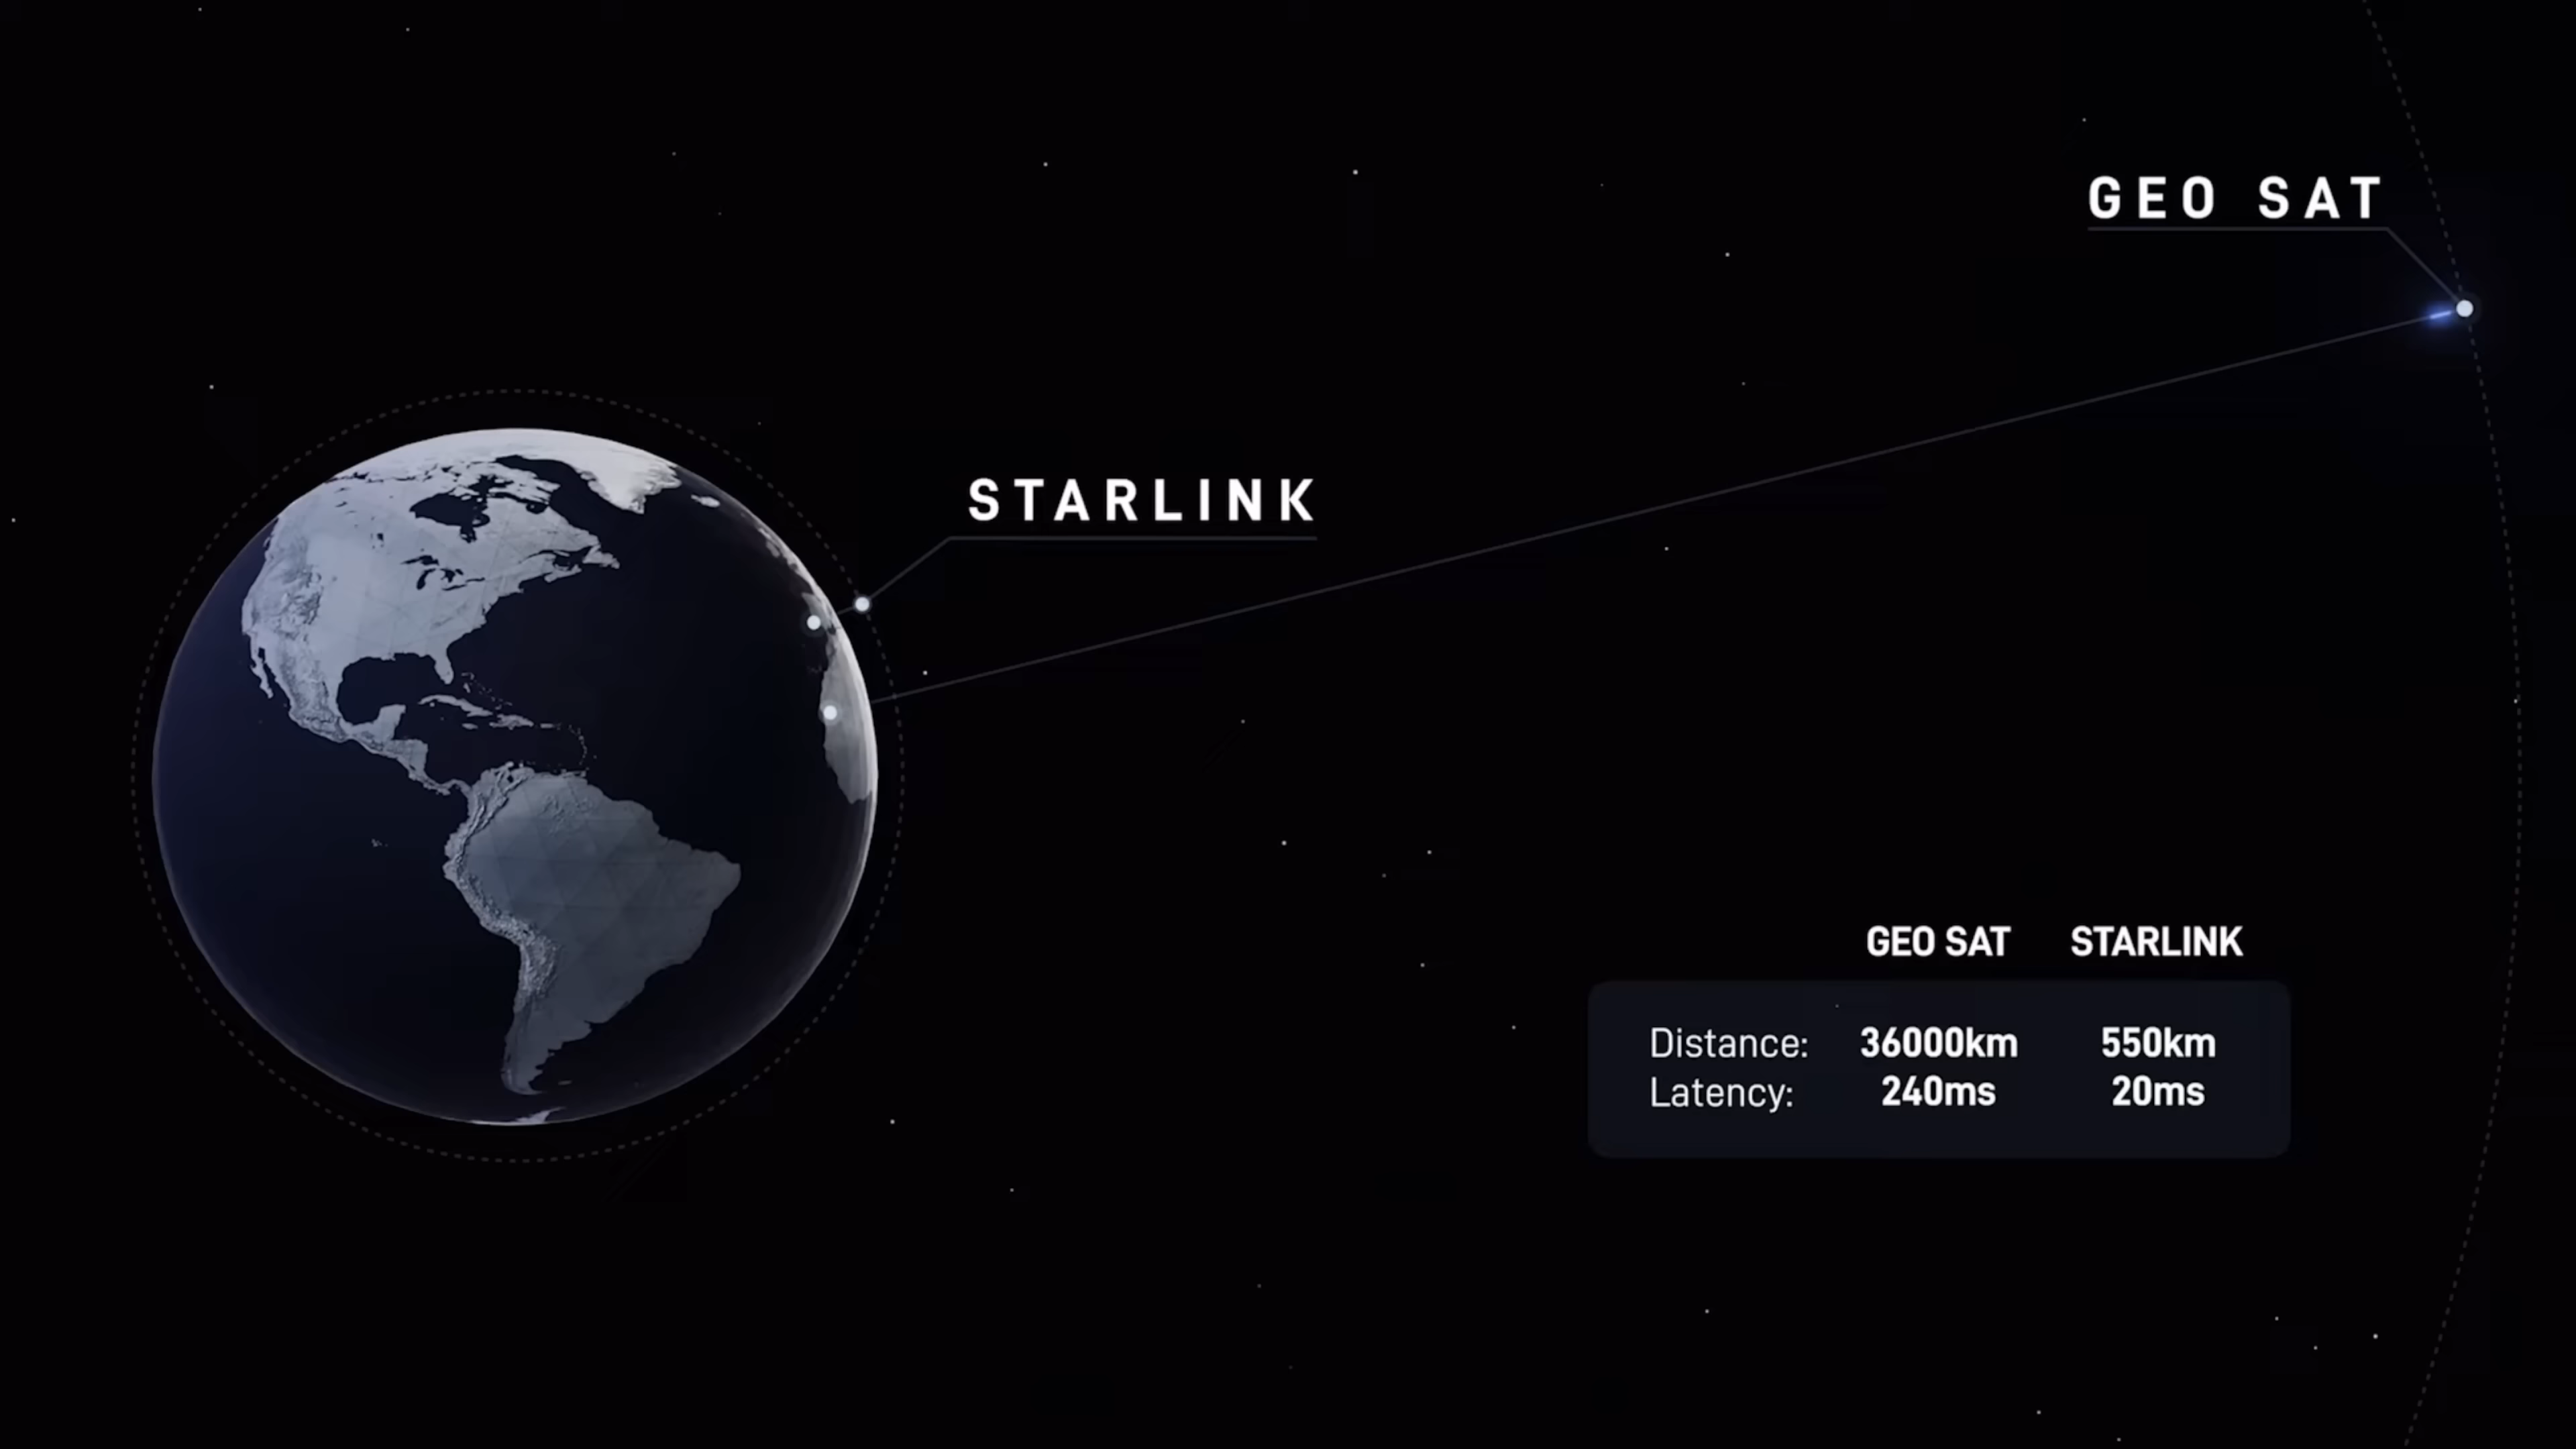 GEO SAT
STARLINK
GEO SAT STARLINK
Distance: 36000km 550km
Latency: 240ms 20ms